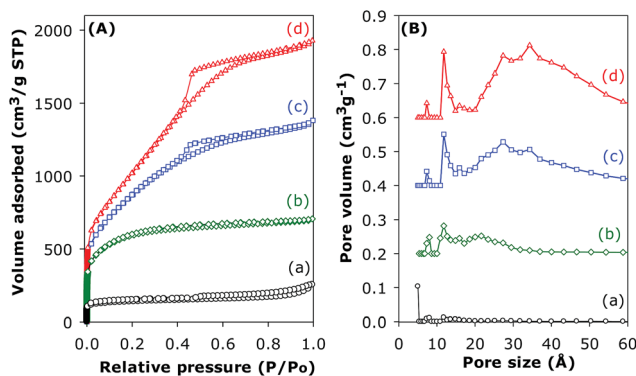 (A)
(d)
(c)
(b)
(a)
2000
1500
1000
500
0
0.0 0.2 0.4 0.6 0.8 1.0
Relative pressure (P/Po)
Volume adsorbed (cm3/g STP)
(B)
(d)
(c)
(b)
(a)
0.9
0.8
0.7
0.6
0.5
0.4
0.3
0.2
0.1
0.0
0 10 20 30 40 50 60
Pore size (Å)
Pore volume (cm3g-1)